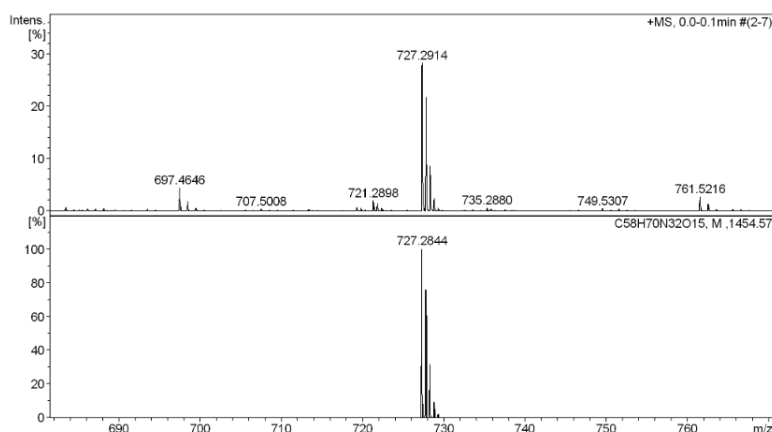 Intens. +MS, 0.0-0.1min #(2-7)
[%]
30 727.2914
20
10
697.4646 707.5008 721.2898 735.2880 749.5307 761.5216
0
[%] C58H70N32O15, M ,1454.57
100 727.2844
80
60
40
20
0
690 700 710 720 730 740 750 760 m/z